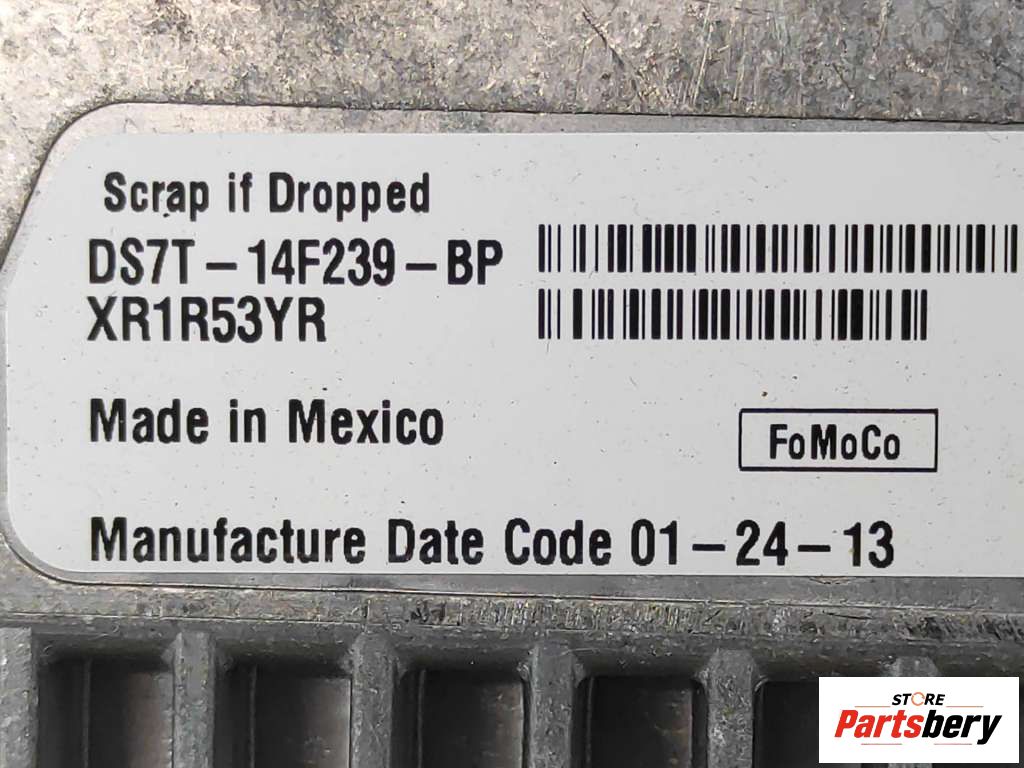 Scrap if Dropped
DS7T-14F239-BP
XR1R53YR
Made in Mexico
FoMoCo
Manufacture Date Code 01-24-13
STORE
Partsbery